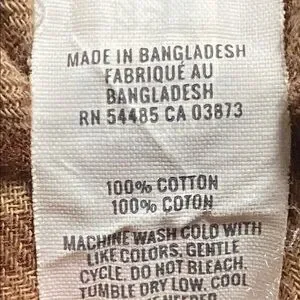 MADE IN BANGLADESH
FABRIQUÉ AU
BANGLADESH
RN 54485 CA 03873
100% COTTON
100% COTON
MACHINE WASH COLD WITH
LIKE COLORS, GENTLE
CYCLE. DO NOT BLEACH.
TUMBLE DRY LOW. COOL
NEEDED